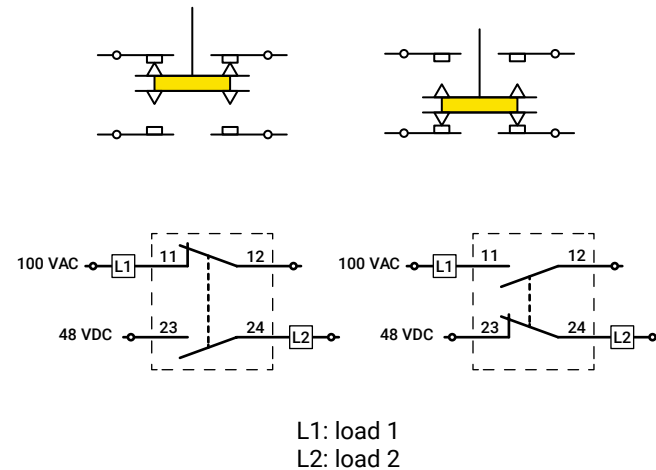 100 VAC L1 11 12 100 VAC L1 11 12
48 VDC 23 24 L2 48 VDC 23 24 L2
L1: load 1
L2: load 2